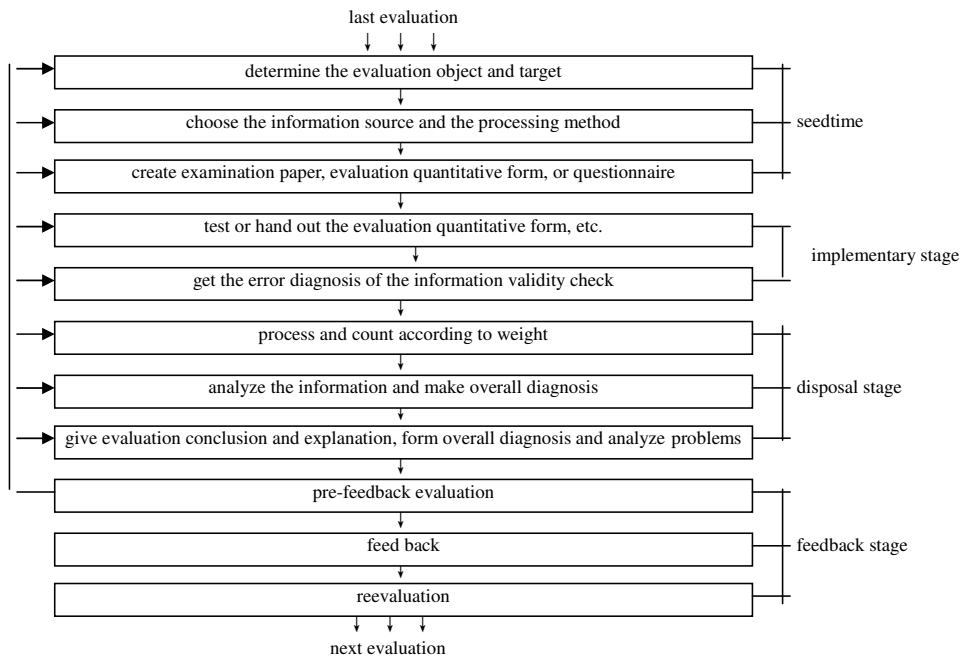 last evaluation
determine the evaluation object and target
choose the information source and the processing method
seedtime
create examination paper, evaluation quantitative form, or questionnaire
test or hand out the evaluation quantitative form, etc.
implementary stage
get the error diagnosis of the information validity check
process and count according to weight
analyze the information and make overall diagnosis
disposal stage
give evaluation conclusion and explanation, form overall diagnosis and analyze problems
pre-feedback evaluation
feed back
feedback stage
reevaluation
next evaluation